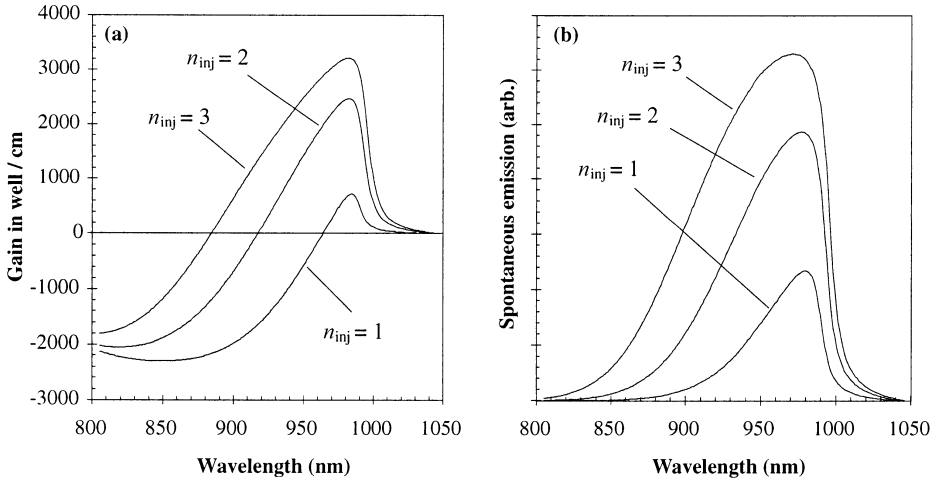 (a)
4000
3000
2000
1000
0
-1000
-2000
-3000
Gain in well / cm
n_inj = 2
n_inj = 3
n_inj = 1
800 850 900 950 1000 1050
Wavelength (nm)
(b)
Spontaneous emission (arb.)
n_inj = 3
n_inj = 2
n_inj = 1
800 850 900 950 1000 1050
Wavelength (nm)